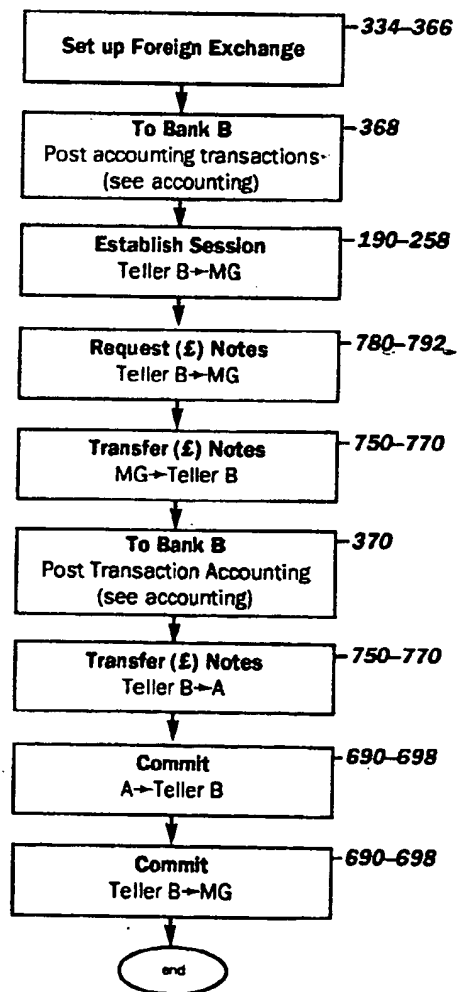 Set up Foreign Exchange
334–366
To Bank B
368
Post accounting transactions
(see accounting)
Establish Session
190–258
Teller B→MG
Request (£) Notes
780–792
Teller B→MG
Transfer (£) Notes
750–770
MG→Teller B
To Bank B
370
Post Transaction Accounting
(see accounting)
Transfer (£) Notes
750–770
Teller B→A
Commit
690–698
A→Teller B
Commit
690–698
Teller B→MG
end